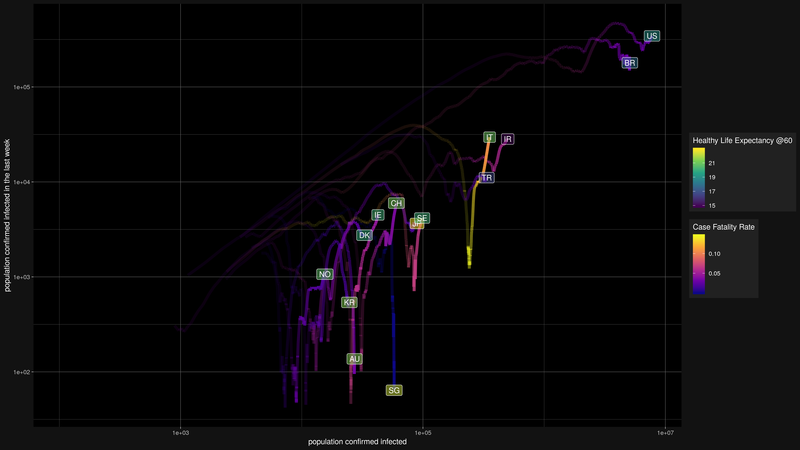 US
BR
1e+05
population confirmed infected in the last week
IT
IR
Healthy Life Expectancy @60
21
19
17
15
1e+04
TR
CH
IE
SE
DK
Case Fatality Rate
0.10
0.05
NO
1e+03
KR
AU
1e+02
SG
1e+03
1e+05
1e+07
population confirmed infected